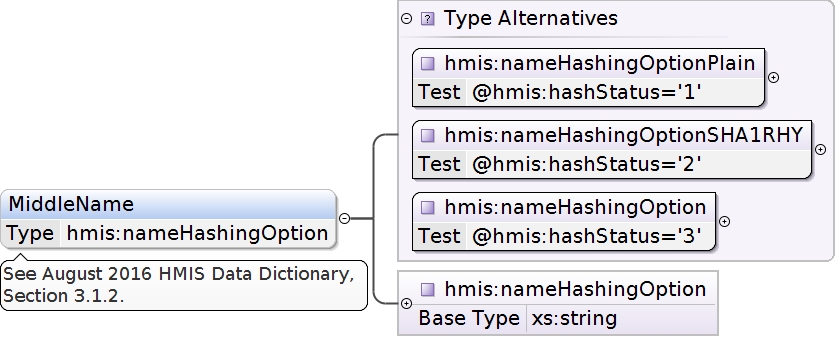 Type Alternatives
hmis:nameHashingOptionPlain
Test @hmis:hashStatus='1'
hmis:nameHashingOptionSHA1RHY
Test @hmis:hashStatus='2'
hmis:nameHashingOption
Test @hmis:hashStatus='3'
MiddleName
Type hmis:nameHashingOption
See August 2016 HMIS Data Dictionary,
Section 3.1.2.
hmis:nameHashingOption
Base Type xs:string